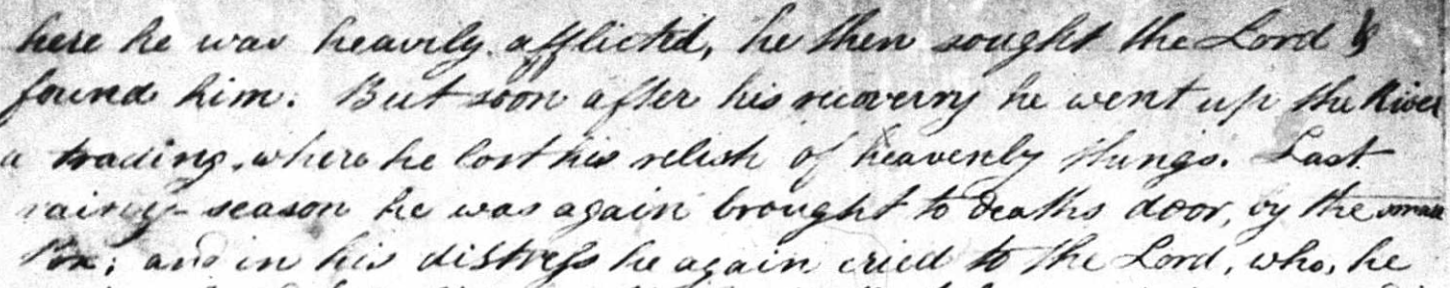 here he was heavily afflicted, he then sought the Lord &
found him. But soon after his recoverry he went up the River
a trading, where he lost his relish of heavenly things. Last
rainy-season he was again brought to deaths door, by the small
Pox; and in his distress he again cried to the Lord, who, he